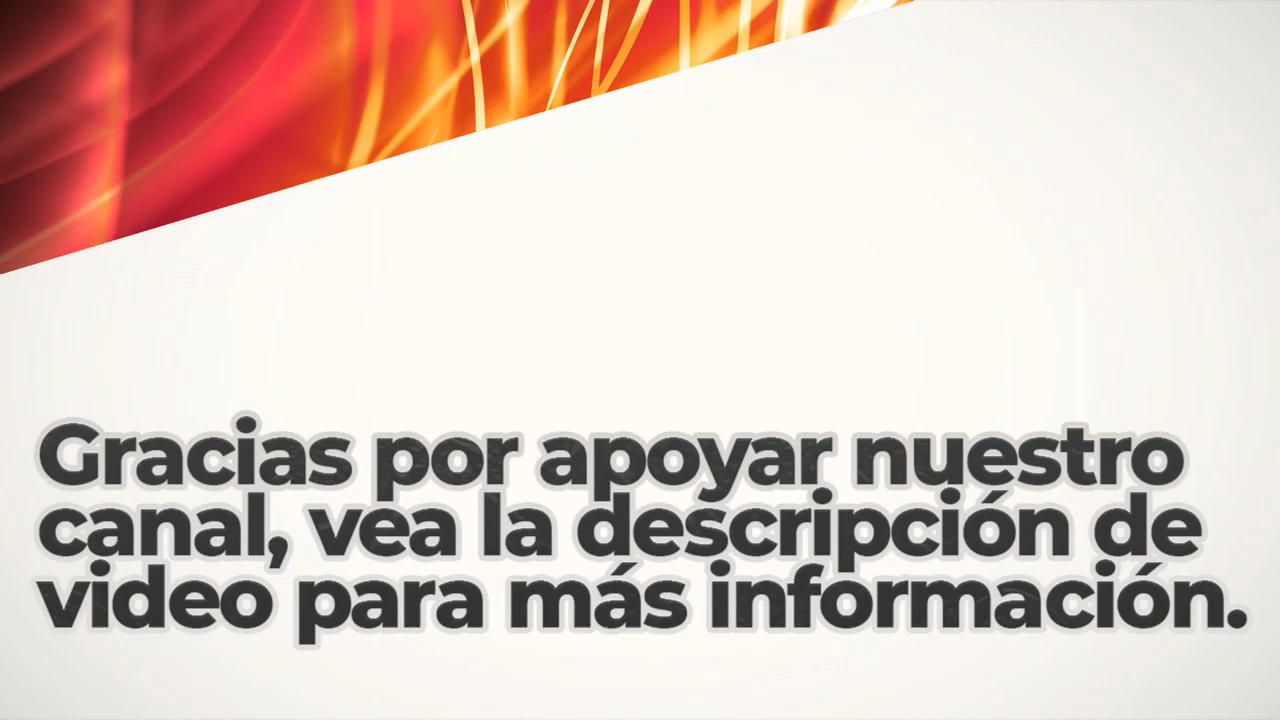 Gracias por apoyar nuestro
canal, vea la descripción de
video para más información.